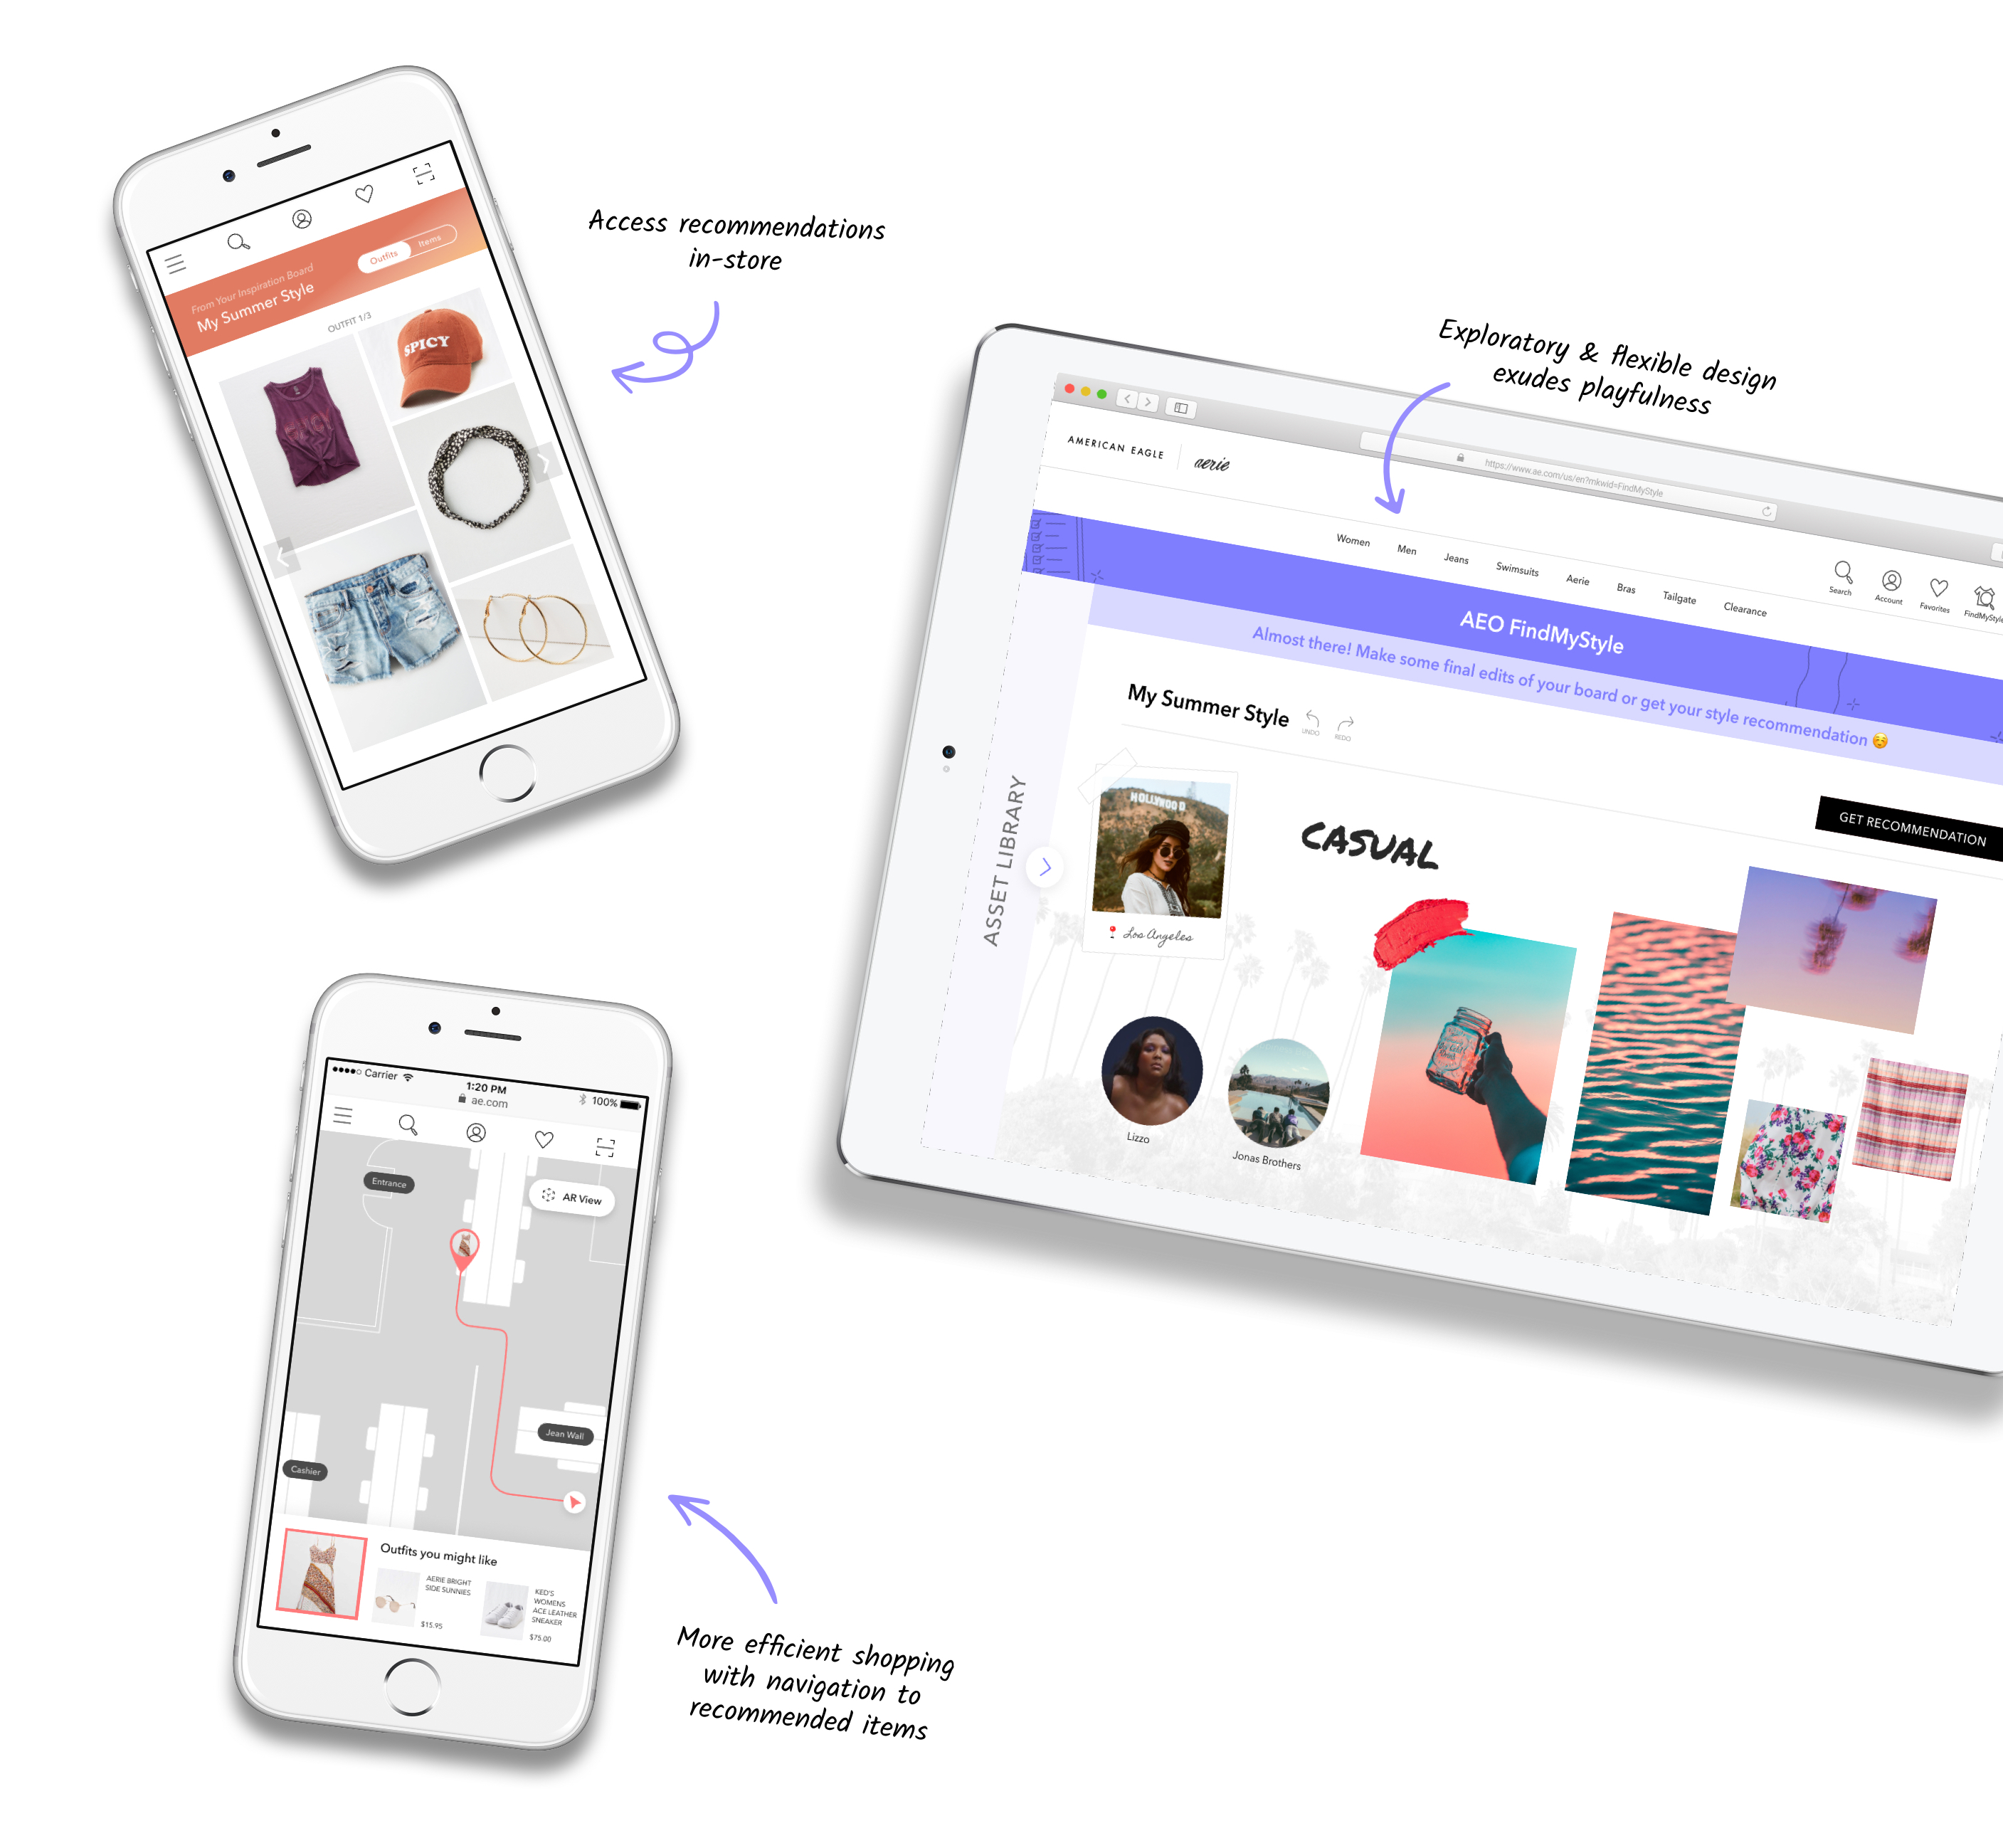 From Your Inspiration Board
My Summer Style
Outfits
Items
OUTFIT 1/3
SPICY
Access recommendations
in-store
Exploratory & flexible design
exudes playfulness
https://www.ae.com/us/en?mkwid=FindMyStyle
AMERICAN EAGLE
aerie
Women
Men
Jeans
Swimsuits
Aerie
Bras
Tailgate
Clearance
Search
Account
Favorites
FindMyStyle
AEO FindMyStyle
Almost there! Make some final edits of your board or get your style recommendation ☺️
My Summer Style
UNDO
REDO
GET RECOMMENDATION
ASSET LIBRARY
HOLLYWOOD
📍 Los Angeles
CASUAL
Lizzo
Jonas Brothers
Carrier
1:20 PM
100%
ae.com
Entrance
AR View
Jean Wall
Cashier
Outfits you might like
AERIE BRIGHT
SIDE SUNNIES
$15.95
KED'S
WOMENS
ACE LEATHER
SNEAKER
$75.00
More efficient shopping
with navigation to
recommended items